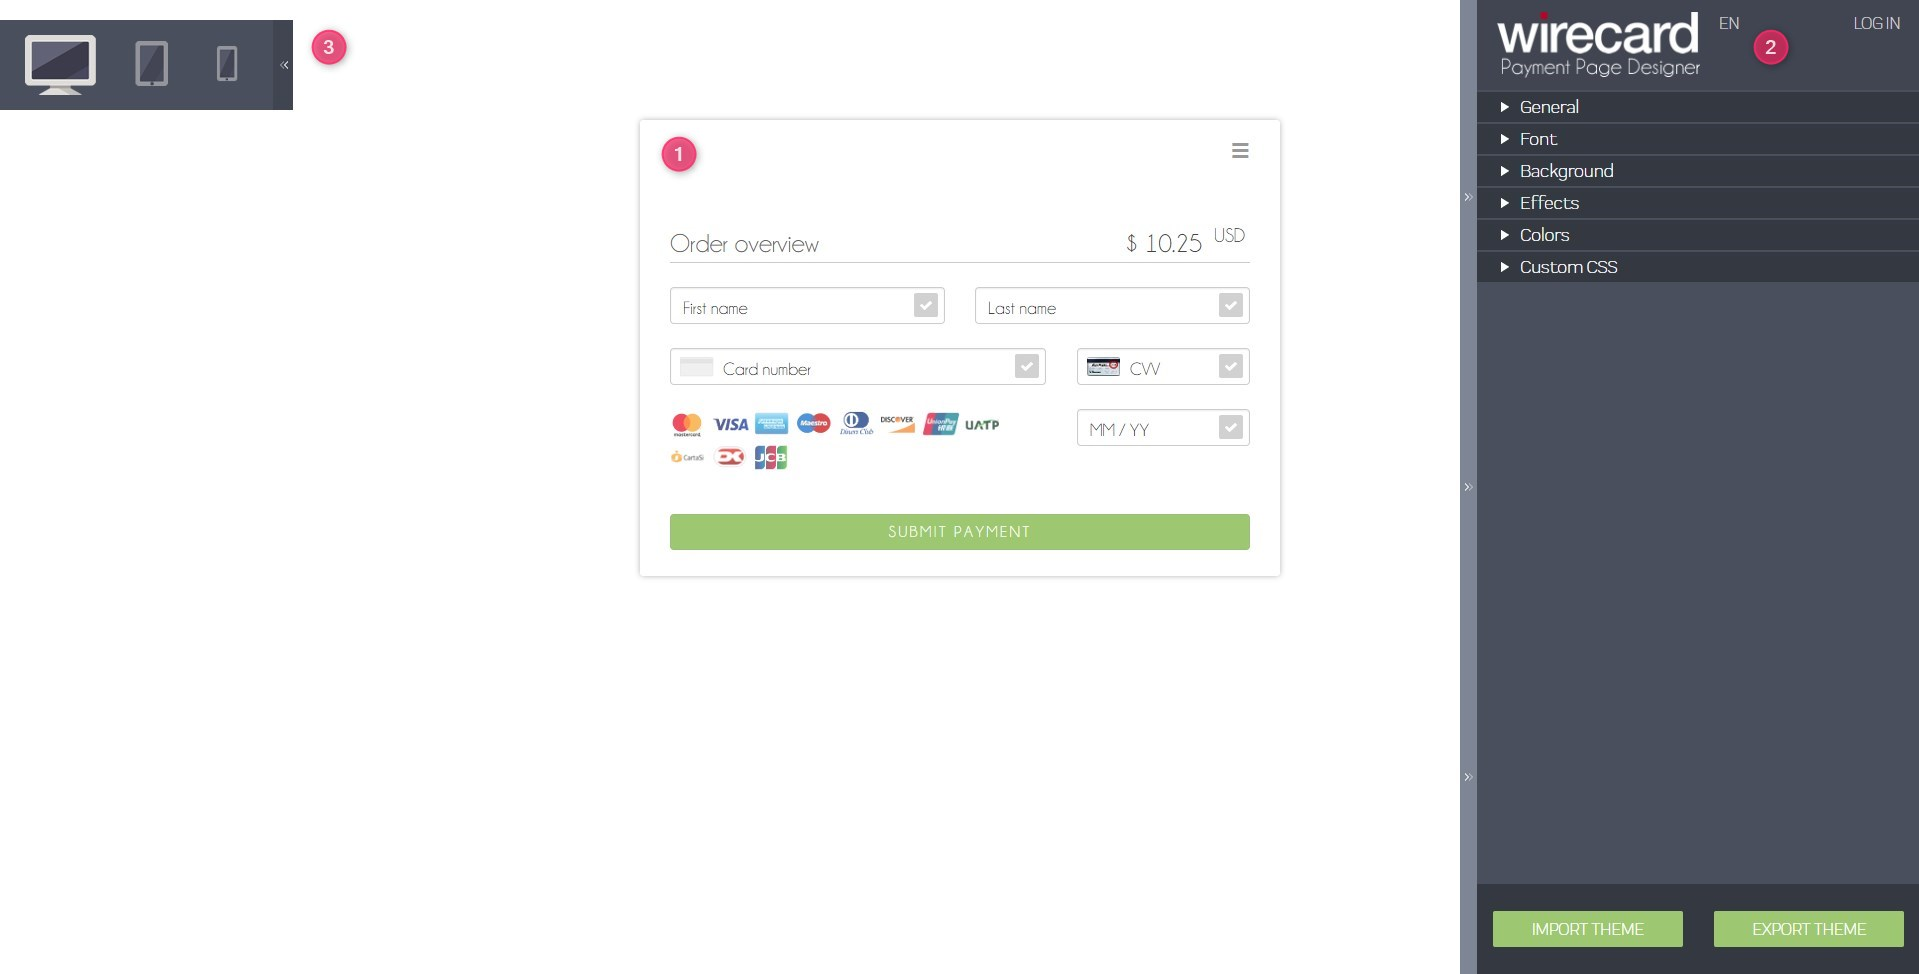 3
wirecard
Payment Page Designer
EN
2
LOG IN
General
Font
Background
Effects
Colors
Custom CSS
1
Order overview
$ 10.25 USD
First name
Last name
Card number
CVV
mastercard
VISA
Maestro
Diners Club
DISCOVER
UnionPay
UATP
MM / YY
CartaSi
JCB
SUBMIT PAYMENT
IMPORT THEME
EXPORT THEME